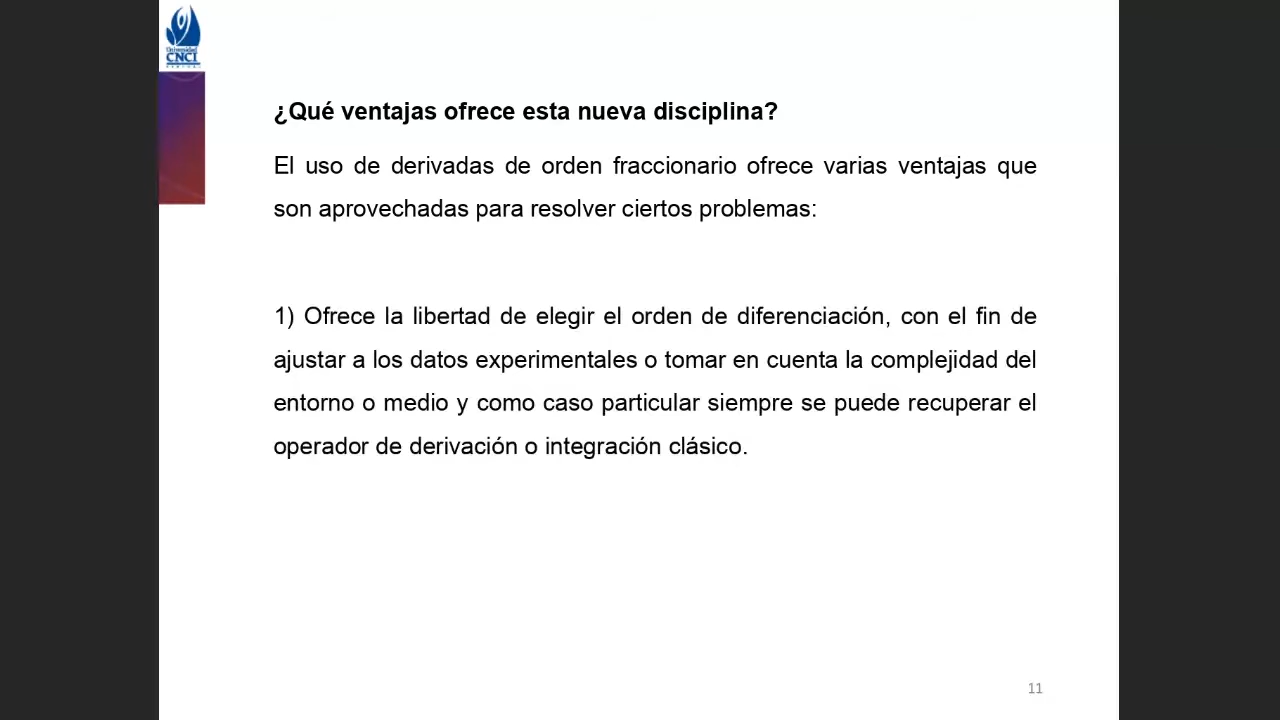 Universidad
CNCI
VIRTUAL
¿Qué ventajas ofrece esta nueva disciplina?
El uso de derivadas de orden fraccionario ofrece varias ventajas que
son aprovechadas para resolver ciertos problemas:
1) Ofrece la libertad de elegir el orden de diferenciación, con el fin de
ajustar a los datos experimentales o tomar en cuenta la complejidad del
entorno o medio y como caso particular siempre se puede recuperar el
operador de derivación o integración clásico.
11